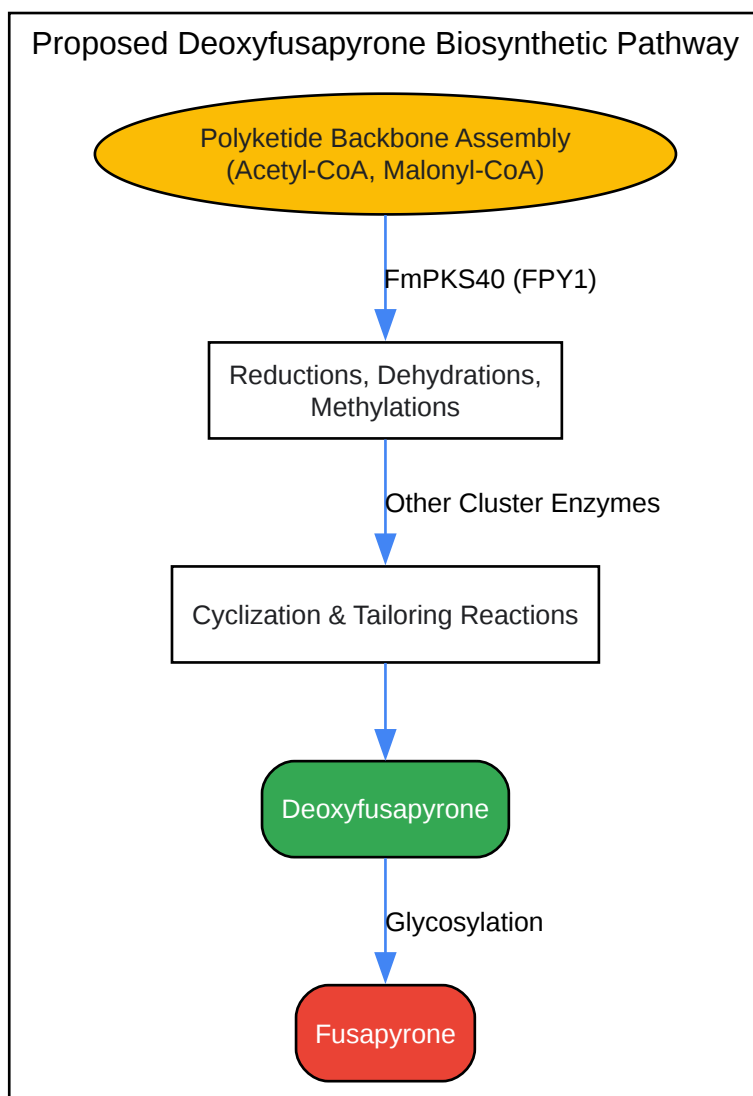 Proposed Deoxyfusapyrone Biosynthetic Pathway
Polyketide Backbone Assembly
(Acetyl-CoA, Malonyl-CoA)
FmPKS40 (FPY1)
Reductions, Dehydrations,
Methylations
Other Cluster Enzymes
Cyclization & Tailoring Reactions
Deoxyfusapyrone
Glycosylation
Fusapyrone